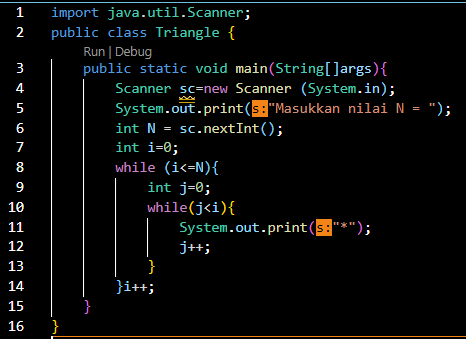 1 import java.util.Scanner;
2 public class Triangle {
Run | Debug
3 public static void main(String[]args){
4 Scanner sc=new Scanner (System.in);
5 System.out.print(s:"Masukkan nilai N = ");
6 int N = sc.nextInt();
7 int i=0;
8 while (i<=N){
9 int j=0;
10 while(j<i){
11 System.out.print(s:"*");
12 j++;
13 }
14 }i++;
15 }
16 }